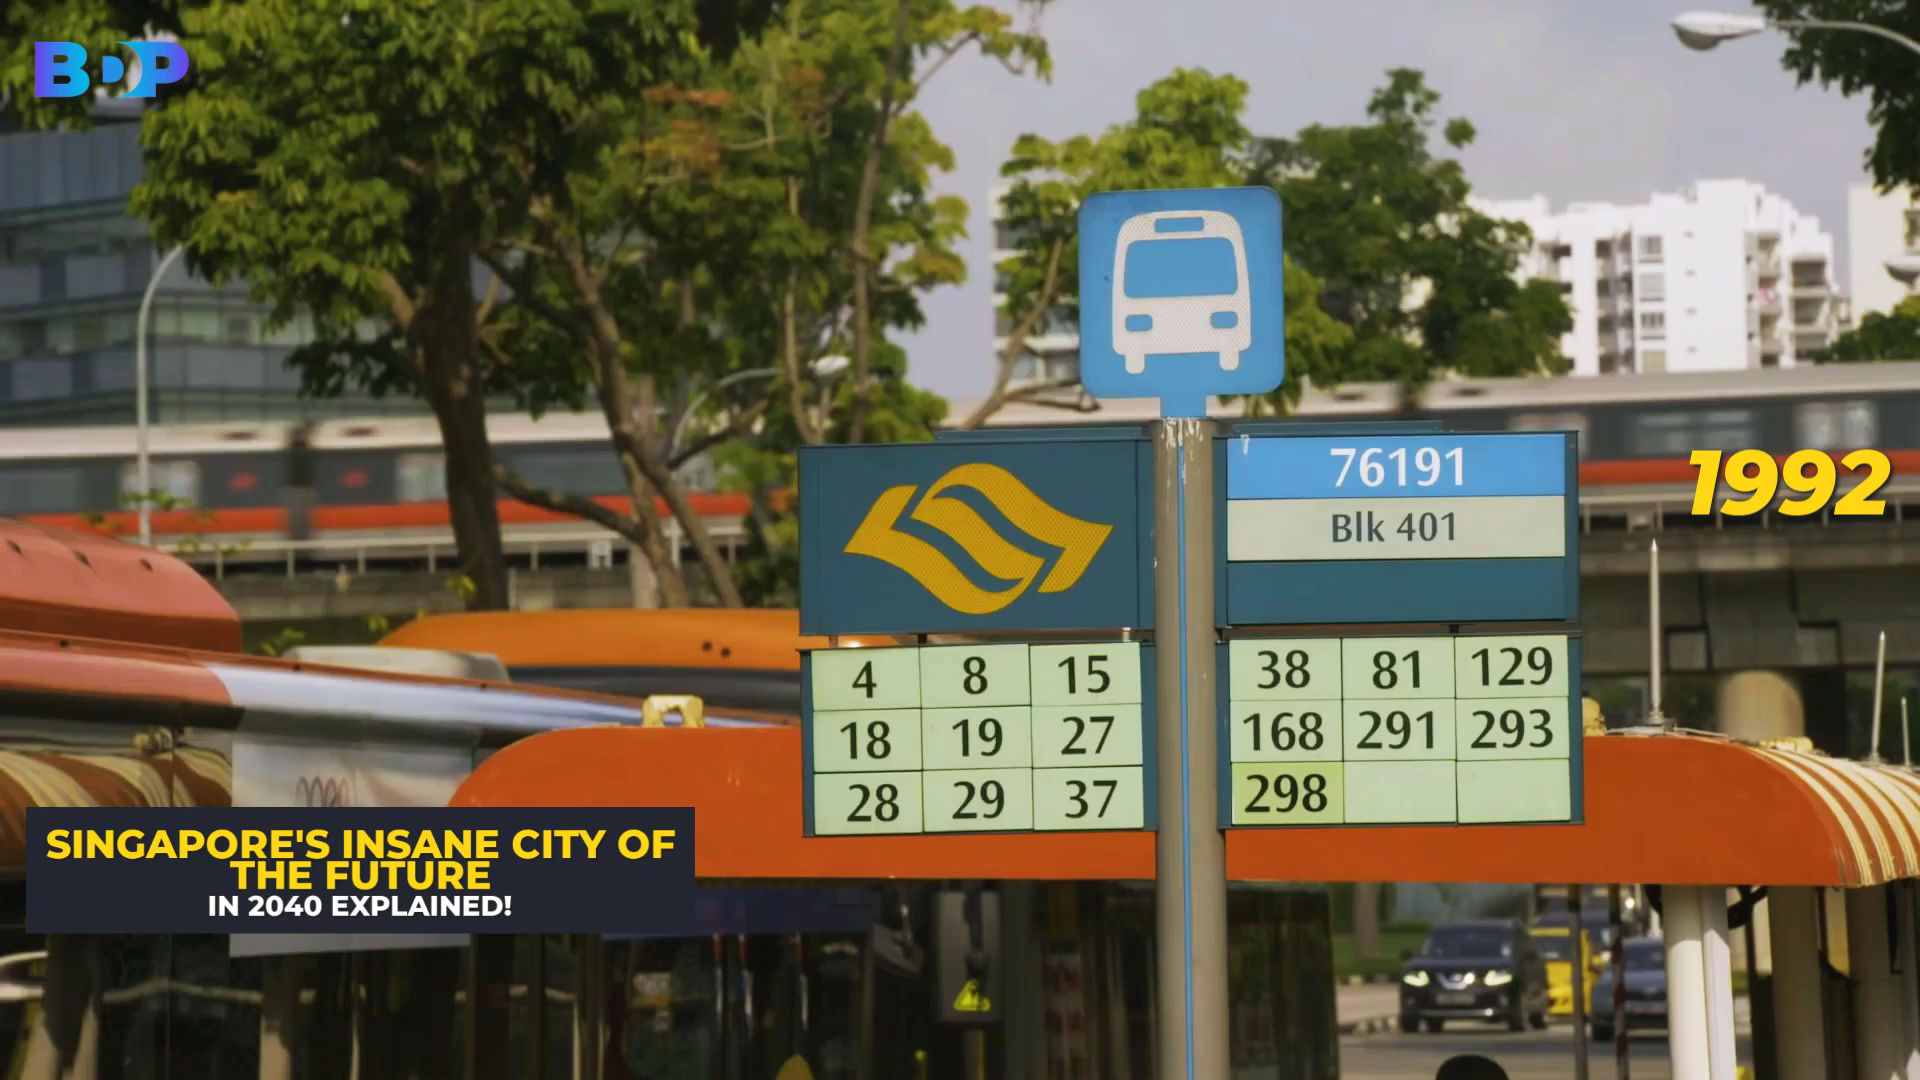 BDP
76191
Blk 401
1992
4 8 15
18 19 27
28 29 37
38 81 129
168 291 293
298
SINGAPORE'S INSANE CITY OF
THE FUTURE
IN 2040 EXPLAINED!